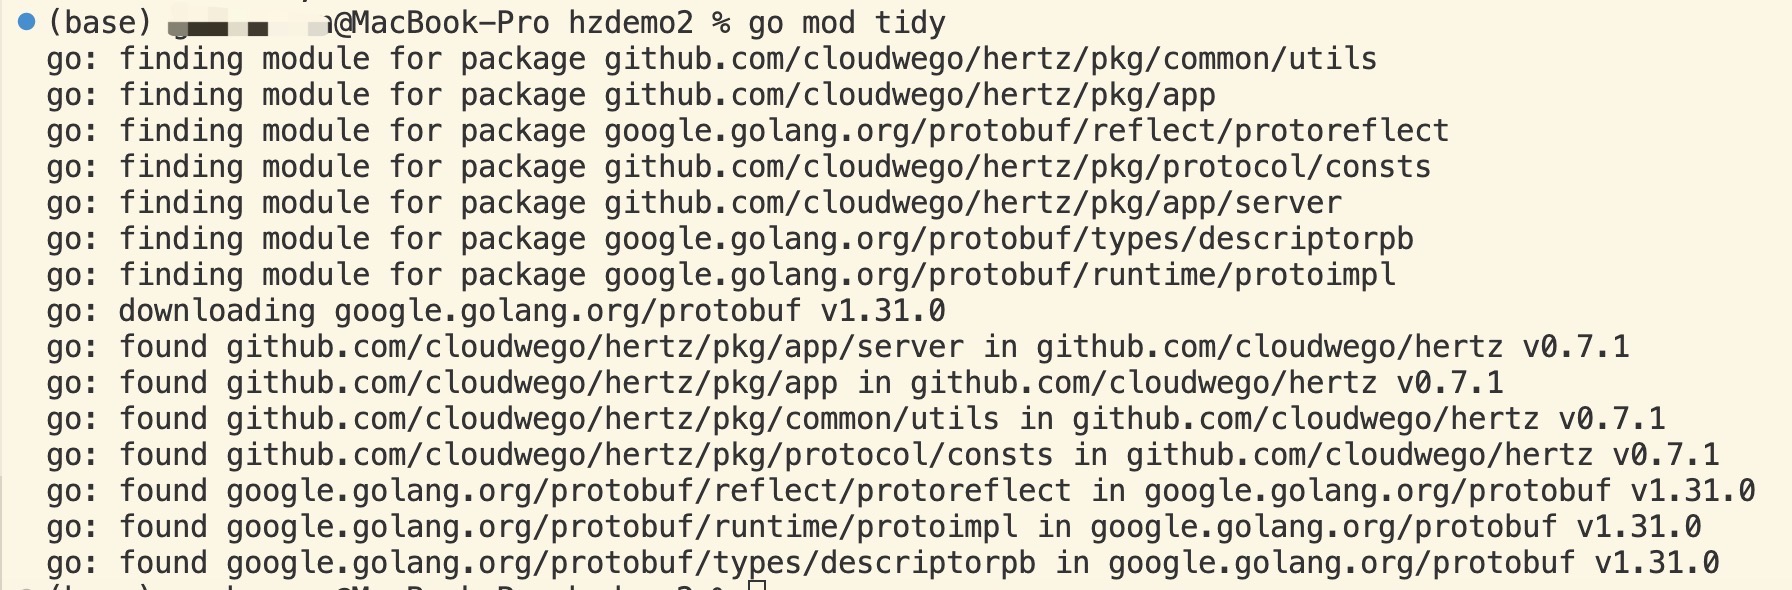 (base) @MacBook-Pro hzdemo2 % go mod tidy
go: finding module for package github.com/cloudwego/hertz/pkg/common/utils
go: finding module for package github.com/cloudwego/hertz/pkg/app
go: finding module for package google.golang.org/protobuf/reflect/protoreflect
go: finding module for package github.com/cloudwego/hertz/pkg/protocol/consts
go: finding module for package github.com/cloudwego/hertz/pkg/app/server
go: finding module for package google.golang.org/protobuf/types/descriptorpb
go: finding module for package google.golang.org/protobuf/runtime/protoimpl
go: downloading google.golang.org/protobuf v1.31.0
go: found github.com/cloudwego/hertz/pkg/app/server in github.com/cloudwego/hertz v0.7.1
go: found github.com/cloudwego/hertz/pkg/app in github.com/cloudwego/hertz v0.7.1
go: found github.com/cloudwego/hertz/pkg/common/utils in github.com/cloudwego/hertz v0.7.1
go: found github.com/cloudwego/hertz/pkg/protocol/consts in github.com/cloudwego/hertz v0.7.1
go: found google.golang.org/protobuf/reflect/protoreflect in google.golang.org/protobuf v1.31.0
go: found google.golang.org/protobuf/runtime/protoimpl in google.golang.org/protobuf v1.31.0
go: found google.golang.org/protobuf/types/descriptorpb in google.golang.org/protobuf v1.31.0